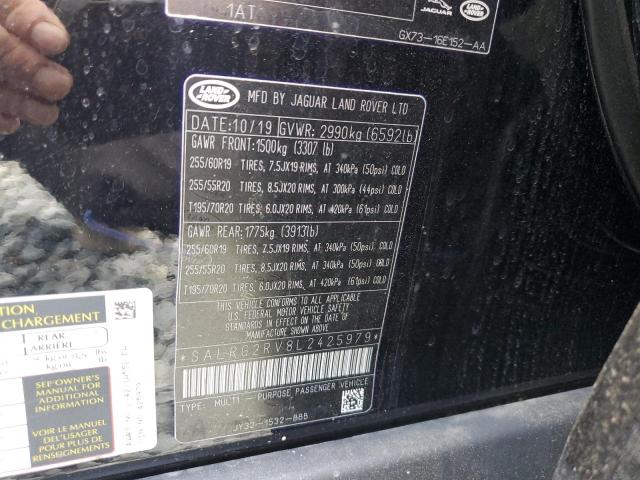 1AT
JAGUAR
LAND ROVER
GX73-16E152-AA
LAND ROVER
MFD BY JAGUAR LAND ROVER LTD
DATE:10/19 GVWR: 2990kg (6592lb)
GAWR FRONT:1500kg (3307 lb)
255/60R19 TIRES, 7.5JX19 RIMS, AT 340kPa (50psi) COLD
255/55R20 TIRES, 8.5JX20 RIMS, AT 300kPa (44psi) COLD
T195/70R20 TIRES, 6.0JX20 RIMS, AT 420kPa (61psi) COLD
GAWR REAR:1775kg (3913lb)
255/60R19 TIRES, 7.5JX19 RIMS, AT 340kPa (50psi) COLD
255/55R20 TIRES, 8.5JX20 RIMS, AT 340kPa (50psi) COLD
T195/70R20 TIRES, 6.0JX20 RIMS, AT 420kPa (61psi) COLD
THIS VEHICLE CONFORMS TO ALL APPLICABLE
U.S. FEDERAL MOTOR VEHICLE
SAFETY STANDARDS IN EFFECT ON THE DATE OF
MANUFACTURE SHOWN ABOVE
*SALRG2RV8L2425979*
TYPE: MULTI - PURPOSE PASSENGER VEHICLE
JY32-1532-BBB
CHARGEMENT
REAR
ARRIÈRE
SEE OWNER'S
MANUAL FOR
ADDITIONAL
INFORMATION
VOIR LE MANUEL
DE L'USAGER
POUR PLUS DE